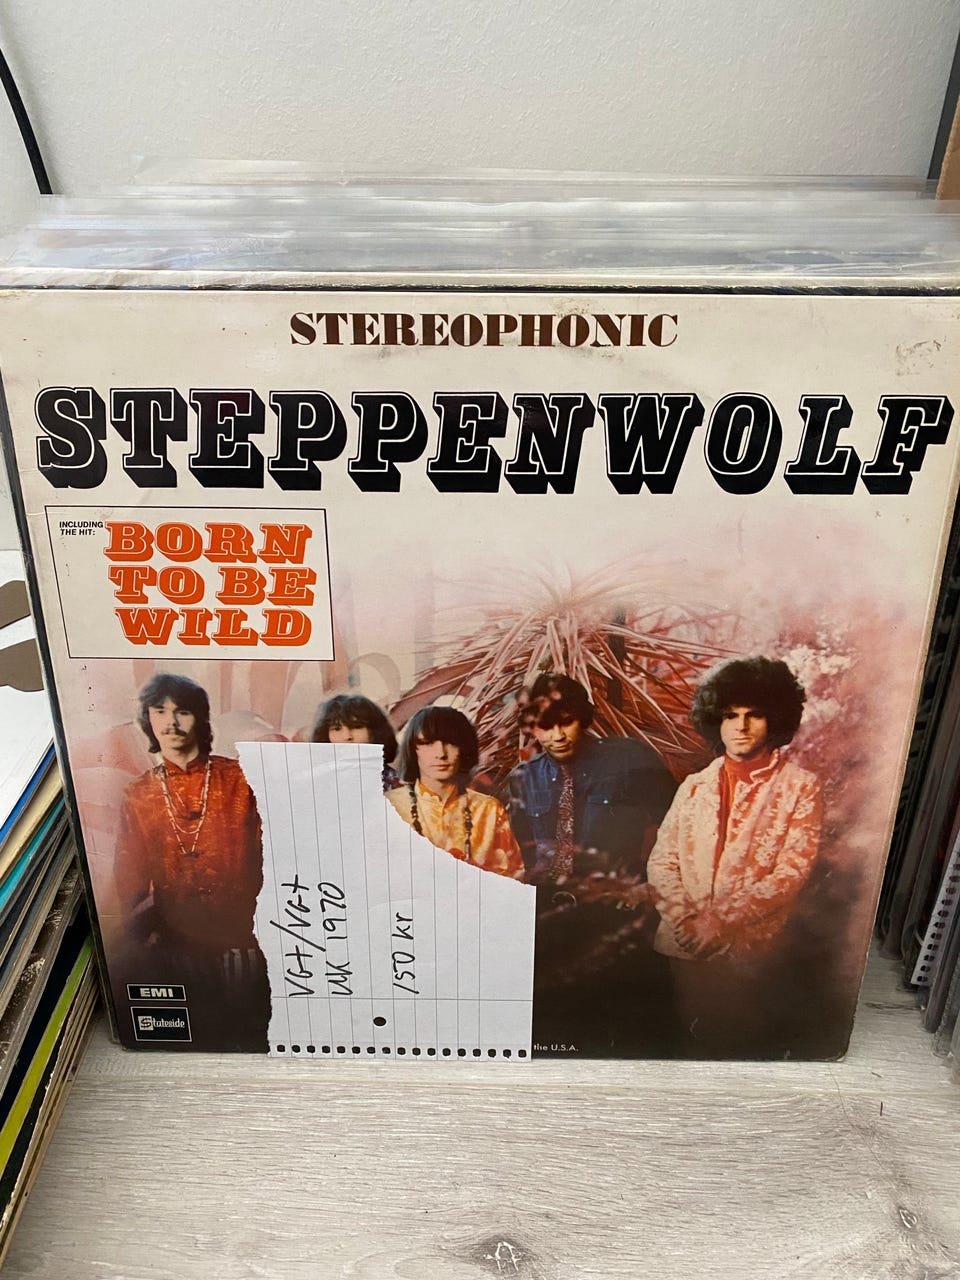 STEREOPHONIC
STEPPENWOLF
INCLUDING
THE HIT:
BORN
TO BE
WILD
VG+/VG+
UK 1970
150 kr
EMI
Stateside
the U.S.A.